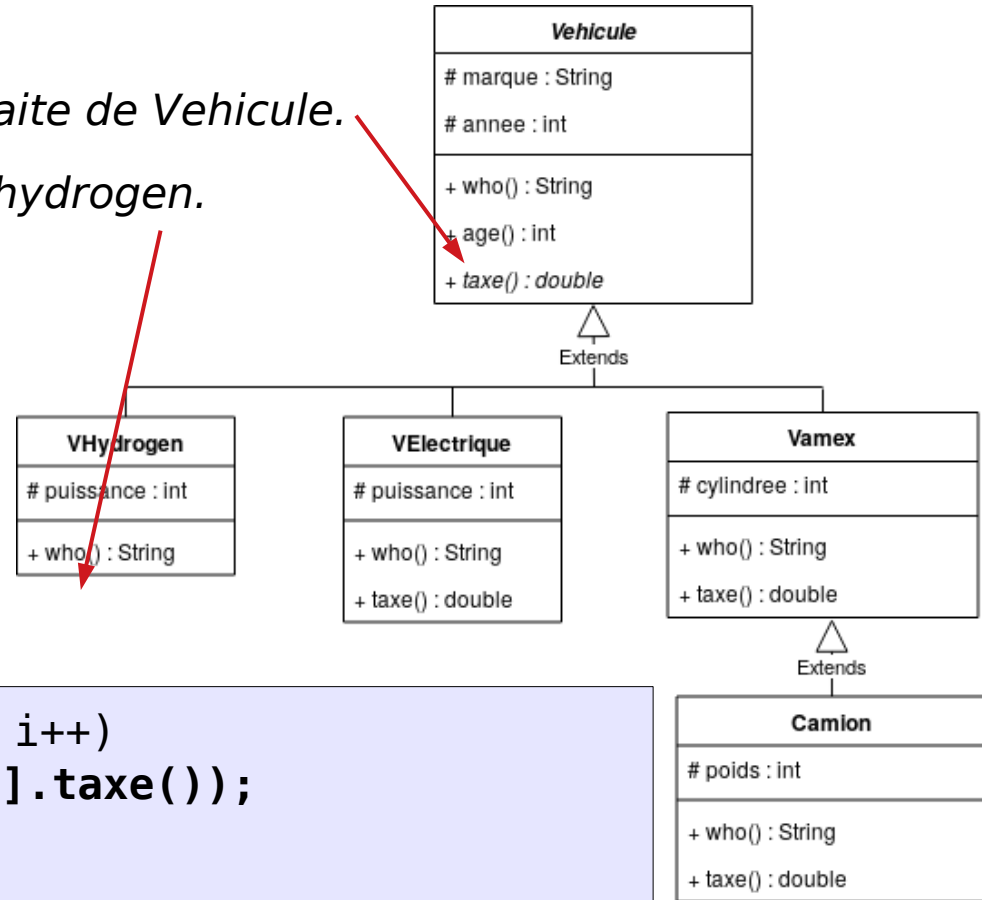 aite de Vehicule.
hydrogen.
Vehicule
# marque : String
# annee : int
+ who() : String
+ age() : int
+ taxe() : double
Extends
VHydrogen
# puissance : int
+ who() : String
VElectrique
# puissance : int
+ who() : String
+ taxe() : double
Vamex
# cylindree : int
+ who() : String
+ taxe() : double
Extends
Camion
# poids : int
+ who() : String
+ taxe() : double
i++)
].taxe());